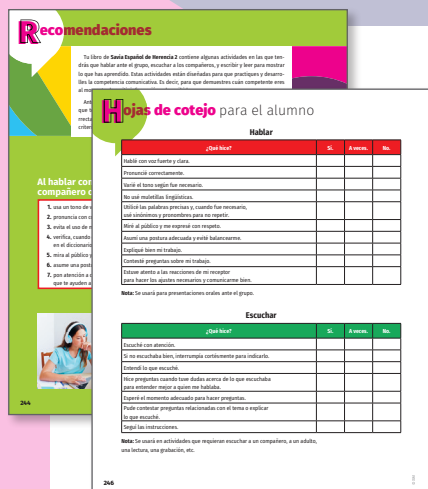 Recomendaciones
Tu libro de Savia Español de Herencia 2 contiene algunas actividades en las que ten-
drás que hablar ante el grupo, escuchar a los compañeros, y escribir y leer para mostrar
lo que has aprendido. Estas actividades están diseñadas para que practiques y desarro-
lles la competencia comunicativa. Es decir, para que demuestres cuán competente eres
al mo
Ant
que t
rrecta
criter
Al hablar con
compañero o
1. usa un tono de v
2. pronuncia con c
3. evita el uso de m
4. verifica, cuando
en el diccionario
5. mira al público y
6. asume una post
7. pon atención a
que te ayuden a
244
Hojas de cotejo para el alumno
Hablar
¿Qué hice? Sí. A veces. No.
Hablé con voz fuerte y clara.
Pronuncié correctamente.
Varié el tono según fue necesario.
No usé muletillas lingüísticas.
Utilicé las palabras precisas y, cuando fue necesario,
usé sinónimos y pronombres para no repetir.
Miré al público y me expresé con respeto.
Asumí una postura adecuada y evité balancearme.
Expliqué bien mi trabajo.
Contesté preguntas sobre mi trabajo.
Estuve atento a las reacciones de mi receptor
para hacer los ajustes necesarios y comunicarme bien.
Nota: Se usará para presentaciones orales ante el grupo.
Escuchar
¿Qué hice? Sí. A veces. No.
Escuché con atención.
Si no escuchaba bien, interrumpía cortésmente para indicarlo.
Entendí lo que escuché.
Hice preguntas cuando tuve dudas acerca de lo que escuchaba
para entender mejor a quien me hablaba.
Esperé el momento adecuado para hacer preguntas.
Pude contestar preguntas relacionadas con el tema o explicar
lo que escuché.
Seguí las instrucciones.
Nota: Se usará en actividades que requieran escuchar a un compañero, a un adulto,
una lectura, una grabación, etc.
246